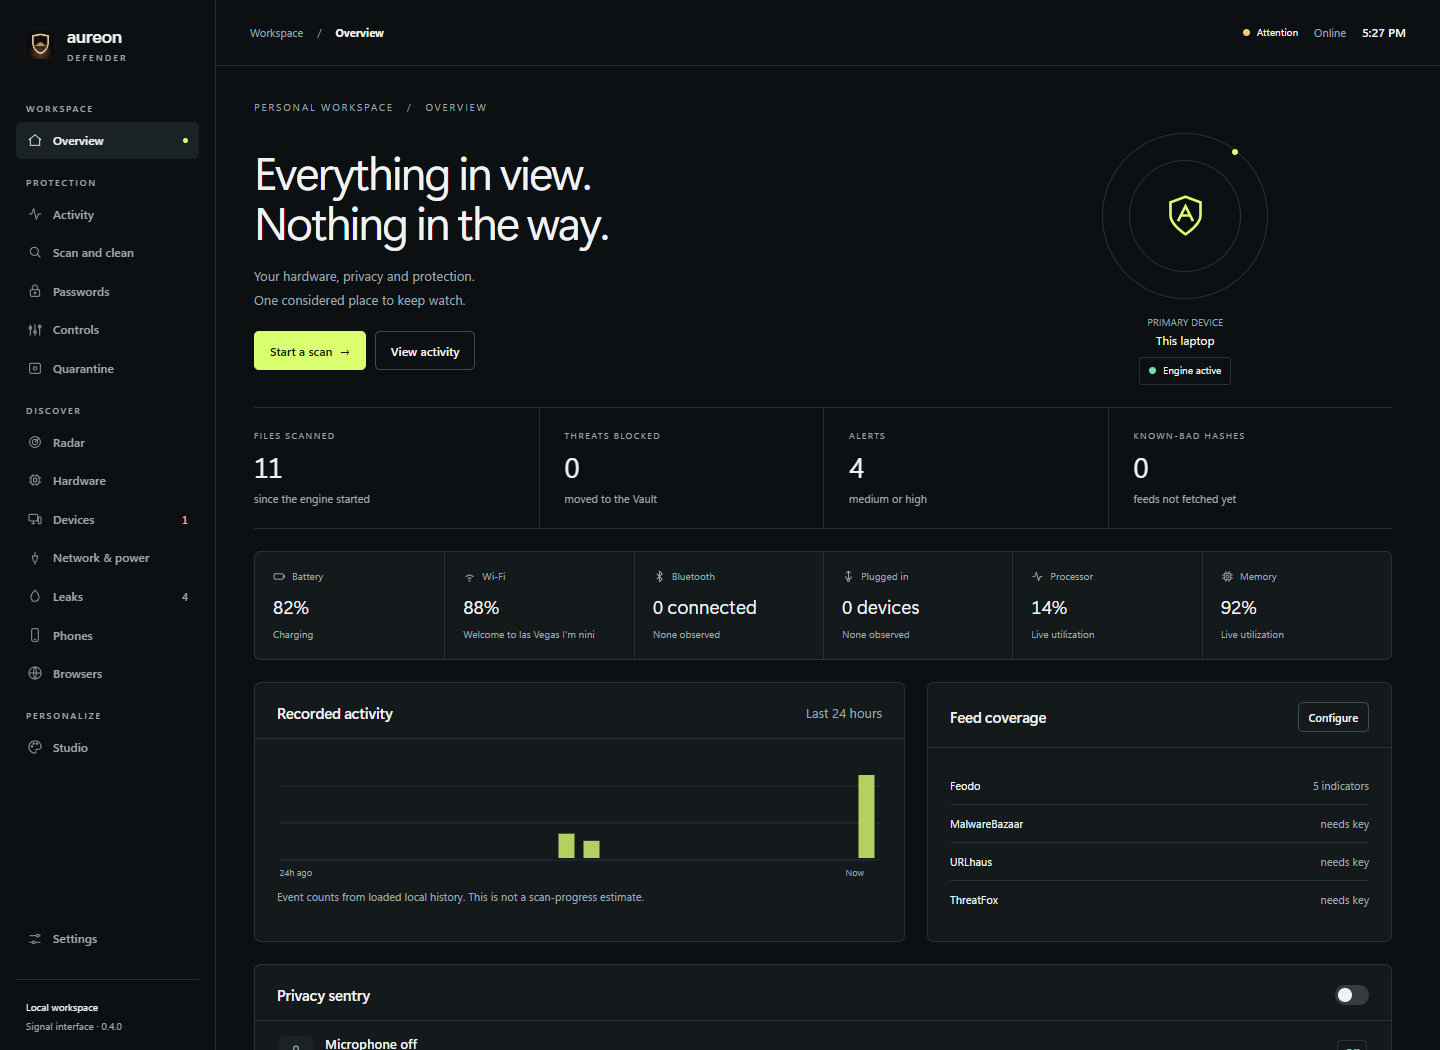 aureon
DEFENDER
WORKSPACE
Overview
PROTECTION
Activity
Scan and clean
Passwords
Controls
Quarantine
DISCOVER
Radar
Hardware
Devices 1
Network & power
Leaks 4
Phones
Browsers
PERSONALIZE
Studio
Settings
Local workspace
Signal interface · 0.4.0
Workspace / Overview
Attention Online 5:27 PM
PERSONAL WORKSPACE / OVERVIEW
Everything in view.
Nothing in the way.
Your hardware, privacy and protection.
One considered place to keep watch.
Start a scan →
View activity
PRIMARY DEVICE
This laptop
Engine active
FILES SCANNED
11
since the engine started
THREATS BLOCKED
0
moved to the Vault
ALERTS
4
medium or high
KNOWN-BAD HASHES
0
feeds not fetched yet
Battery
82%
Charging
Wi-Fi
88%
Welcome to las Vegas I'm nini
Bluetooth
0 connected
None observed
Plugged in
0 devices
None observed
Processor
14%
Live utilization
Memory
92%
Live utilization
Recorded activity
Last 24 hours
24h ago
Now
Event counts from loaded local history. This is not a scan-progress estimate.
Feed coverage
Configure
Feodo 5 indicators
MalwareBazaar needs key
URLhaus needs key
ThreatFox needs key
Privacy sentry
Microphone off